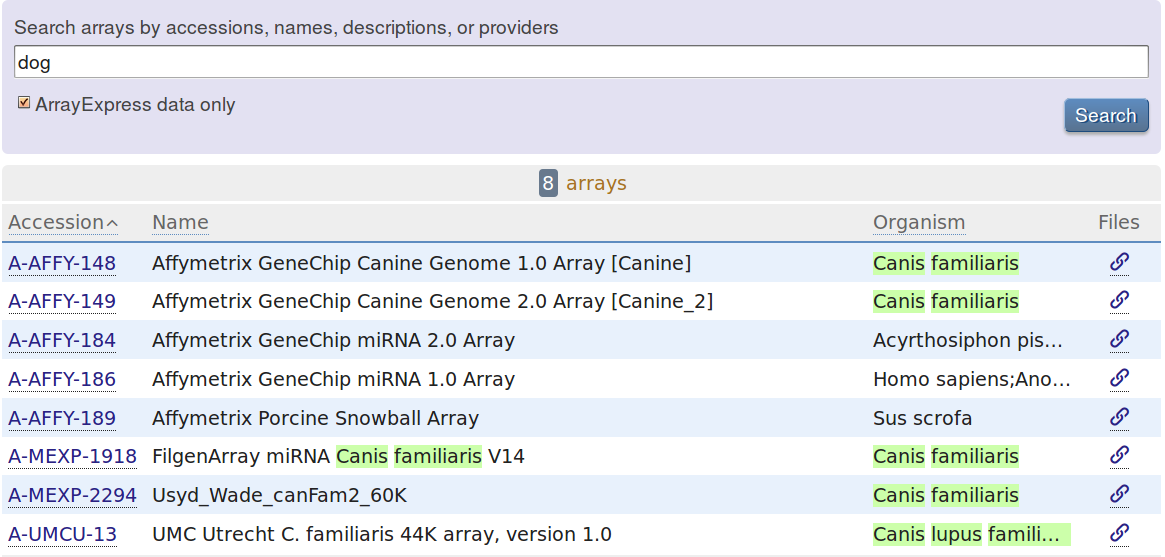 Search arrays by accessions, names, descriptions, or providers
dog
ArrayExpress data only
Search
8 arrays
Accession Name Organism Files
A-AFFY-148 Affymetrix GeneChip Canine Genome 1.0 Array [Canine] Canis familiaris
A-AFFY-149 Affymetrix GeneChip Canine Genome 2.0 Array [Canine_2] Canis familiaris
A-AFFY-184 Affymetrix GeneChip miRNA 2.0 Array Acyrthosiphon pis...
A-AFFY-186 Affymetrix GeneChip miRNA 1.0 Array Homo sapiens;Ano...
A-AFFY-189 Affymetrix Porcine Snowball Array Sus scrofa
A-MEXP-1918 FilgenArray miRNA Canis familiaris V14 Canis familiaris
A-MEXP-2294 Usyd_Wade_canFam2_60K Canis familiaris
A-UMCU-13 UMC Utrecht C. familiaris 44K array, version 1.0 Canis lupus famili...